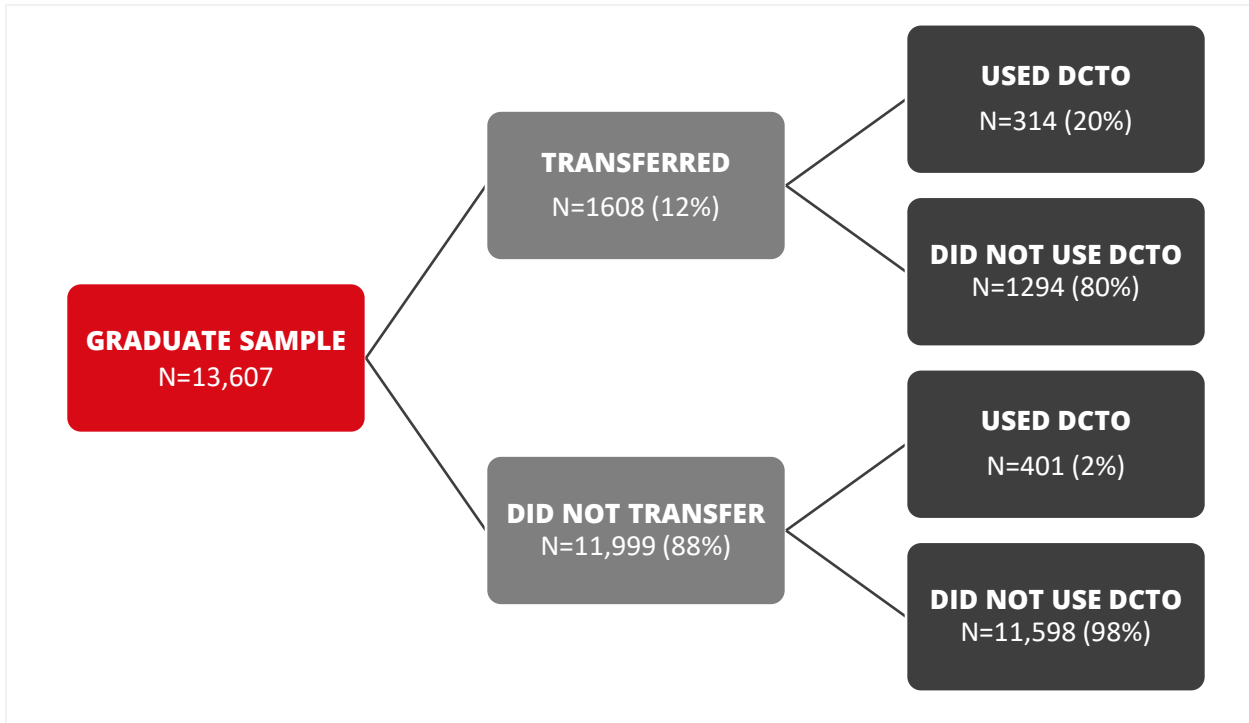 GRADUATE SAMPLE
N=13,607
TRANSFERRED
N=1608 (12%)
DID NOT TRANSFER
N=11,999 (88%)
USED DCTO
N=314 (20%)
DID NOT USE DCTO
N=1294 (80%)
USED DCTO
N=401 (2%)
DID NOT USE DCTO
N=11,598 (98%)